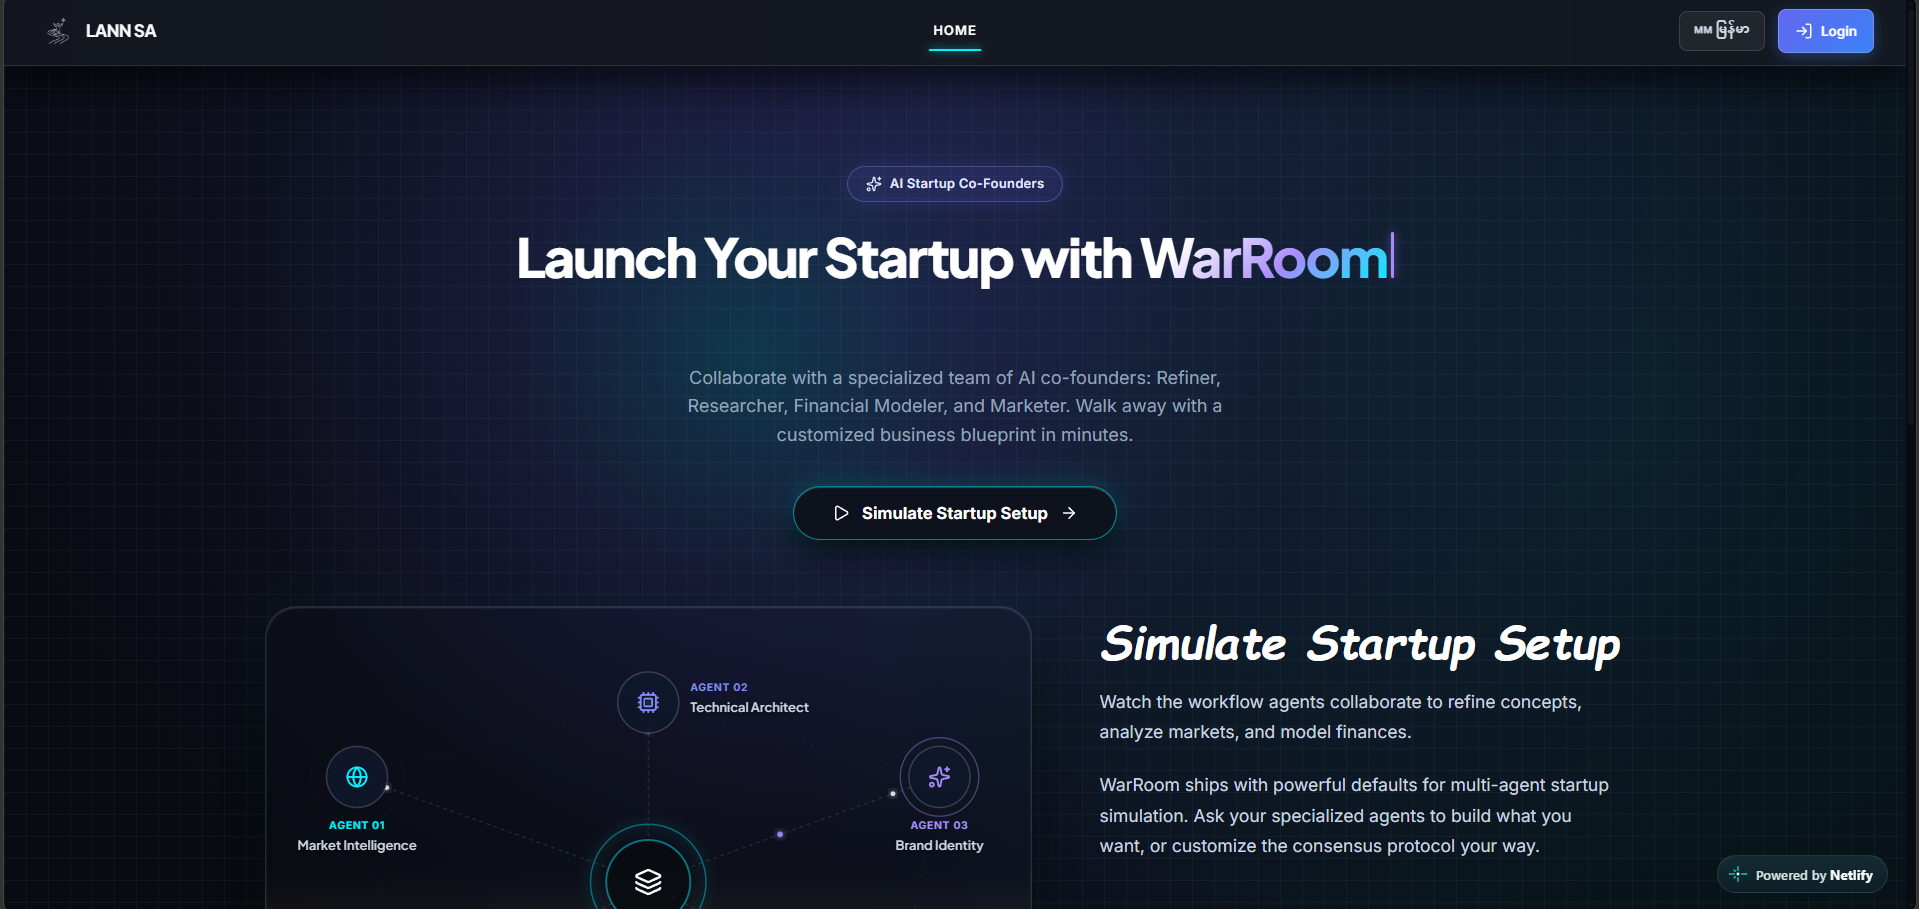 LANN SA
HOME
MM မြန်မာ
Login
AI Startup Co-Founders
Launch Your Startup with WarRoom
Collaborate with a specialized team of AI co-founders: Refiner,
Researcher, Financial Modeler, and Marketer. Walk away with a
customized business blueprint in minutes.
Simulate Startup Setup
AGENT 02
Technical Architect
AGENT 01
Market Intelligence
AGENT 03
Brand Identity
Simulate Startup Setup
Watch the workflow agents collaborate to refine concepts,
analyze markets, and model finances.
WarRoom ships with powerful defaults for multi-agent startup
simulation. Ask your specialized agents to build what you
want, or customize the consensus protocol your way.
Powered by Netlify